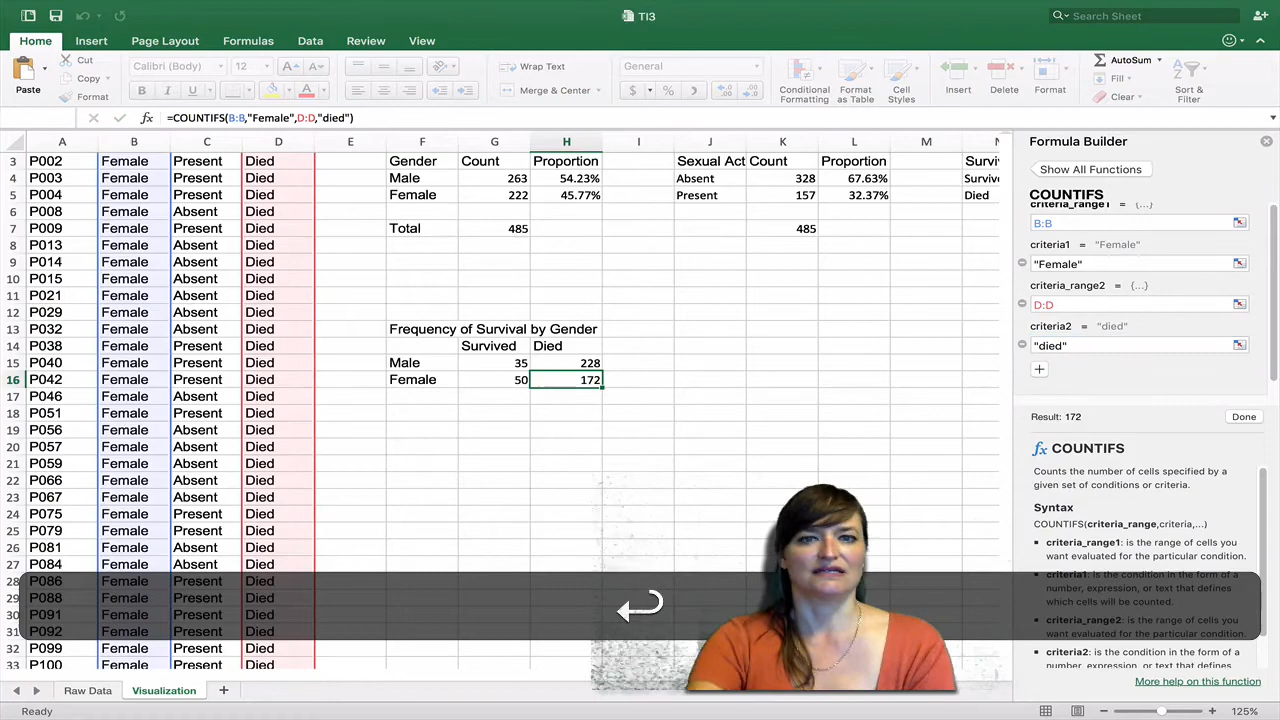 TI3
Search Sheet
Home Insert Page Layout Formulas Data Review View
Paste
Cut
Copy
Format
Calibri (Body) 12
B I U
Wrap Text
Merge & Center
General
Conditional Formatting
Format as Table
Cell Styles
Insert
Delete
Format
AutoSum
Fill
Clear
Sort & Filter
fx =COUNTIFS(B:B,"Female",D:D,"died")
A B C D E F G H I J K L M N
3 P002 Female Present Died Gender Count Proportion Sexual Act Count Proportion Surviv
4 P003 Female Present Died Male 263 54.23% Absent 328 67.63% Survive
5 P004 Female Present Died Female 222 45.77% Present 157 32.37% Died
6 P008 Female Absent Died
7 P009 Female Present Died Total 485 485
8 P013 Female Absent Died
9 P014 Female Absent Died
10 P015 Female Absent Died
11 P021 Female Absent Died
12 P029 Female Absent Died
13 P032 Female Present Died Frequency of Survival by Gender
14 P038 Female Present Died Survived Died
15 P040 Female Present Died Male 35 228
16 P042 Female Present Died Female 50 172
17 P046 Female Absent Died
18 P051 Female Present Died
19 P056 Female Absent Died
20 P057 Female Absent Died
21 P059 Female Absent Died
22 P066 Female Absent Died
23 P067 Female Absent Died
24 P075 Female Present Died
25 P079 Female Present Died
26 P081 Female Absent Died
27 P084 Female Absent Died
28 P086 Female Present Died
29 P088 Female Present Died
30 P091 Female Present Died
31 P092 Female Present Died
32 P099 Female Present Died
33 P100 Female Present Died
Formula Builder
Show All Functions
COUNTIFS
criteria_range1 = {...}
B:B
criteria1 = "Female"
"Female"
criteria_range2 = {...}
D:D
criteria2 = "died"
"died"
Result: 172
Done
fx COUNTIFS
Counts the number of cells specified by a
given set of conditions or criteria.
Syntax
COUNTIFS(criteria_range,criteria,...)
criteria_range1: is the range of cells you
want evaluated for the particular condition.
criteria1: is the condition in the form of a
number, expression, or text that defines
which cells will be counted.
criteria_range2: is the range of cells you
want evaluated for the particular condition.
criteria2: is the condition in the form of a
number, expression, or text that defines
More help on this function
Raw Data Visualization
Ready
125%